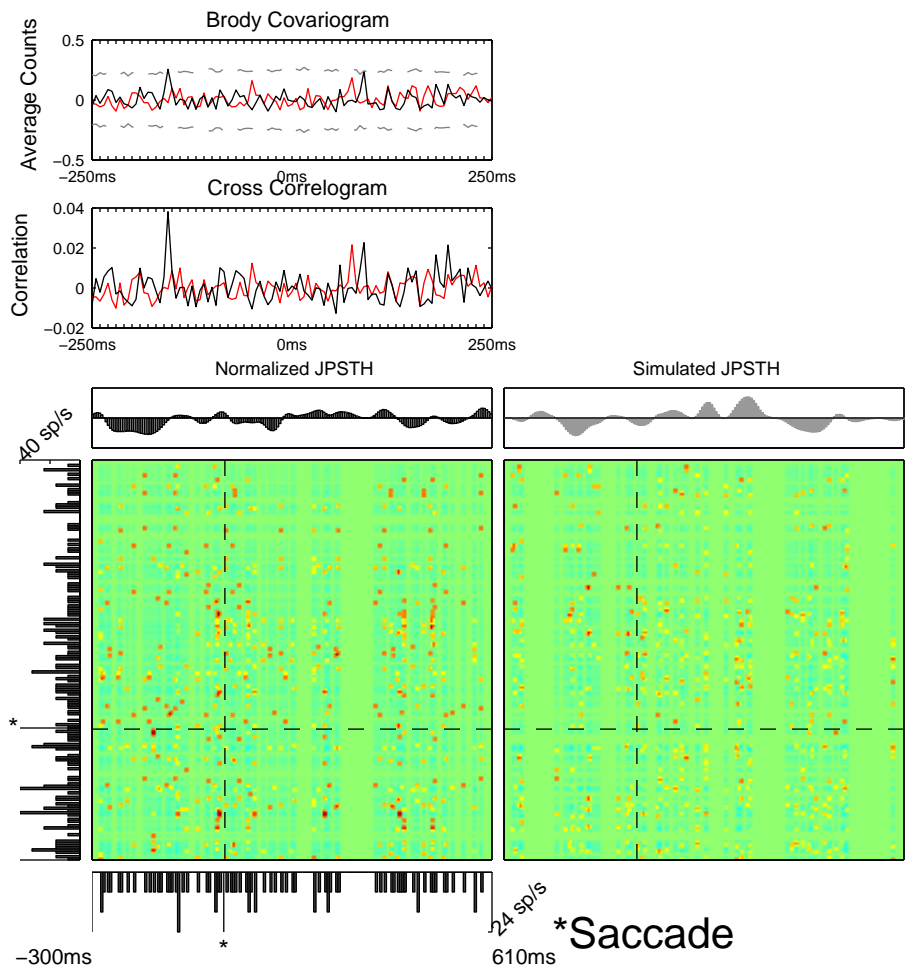 Brody Covariogram
Average Counts
0.5
0
−0.5
−250ms
0ms
250ms
Cross Correlogram
Correlation
0.04
0.02
0
−0.02
−250ms
0ms
250ms
Normalized JPSTH
Simulated JPSTH
40 sp/s
*
*
24 sp/s
*Saccade
−300ms
610ms